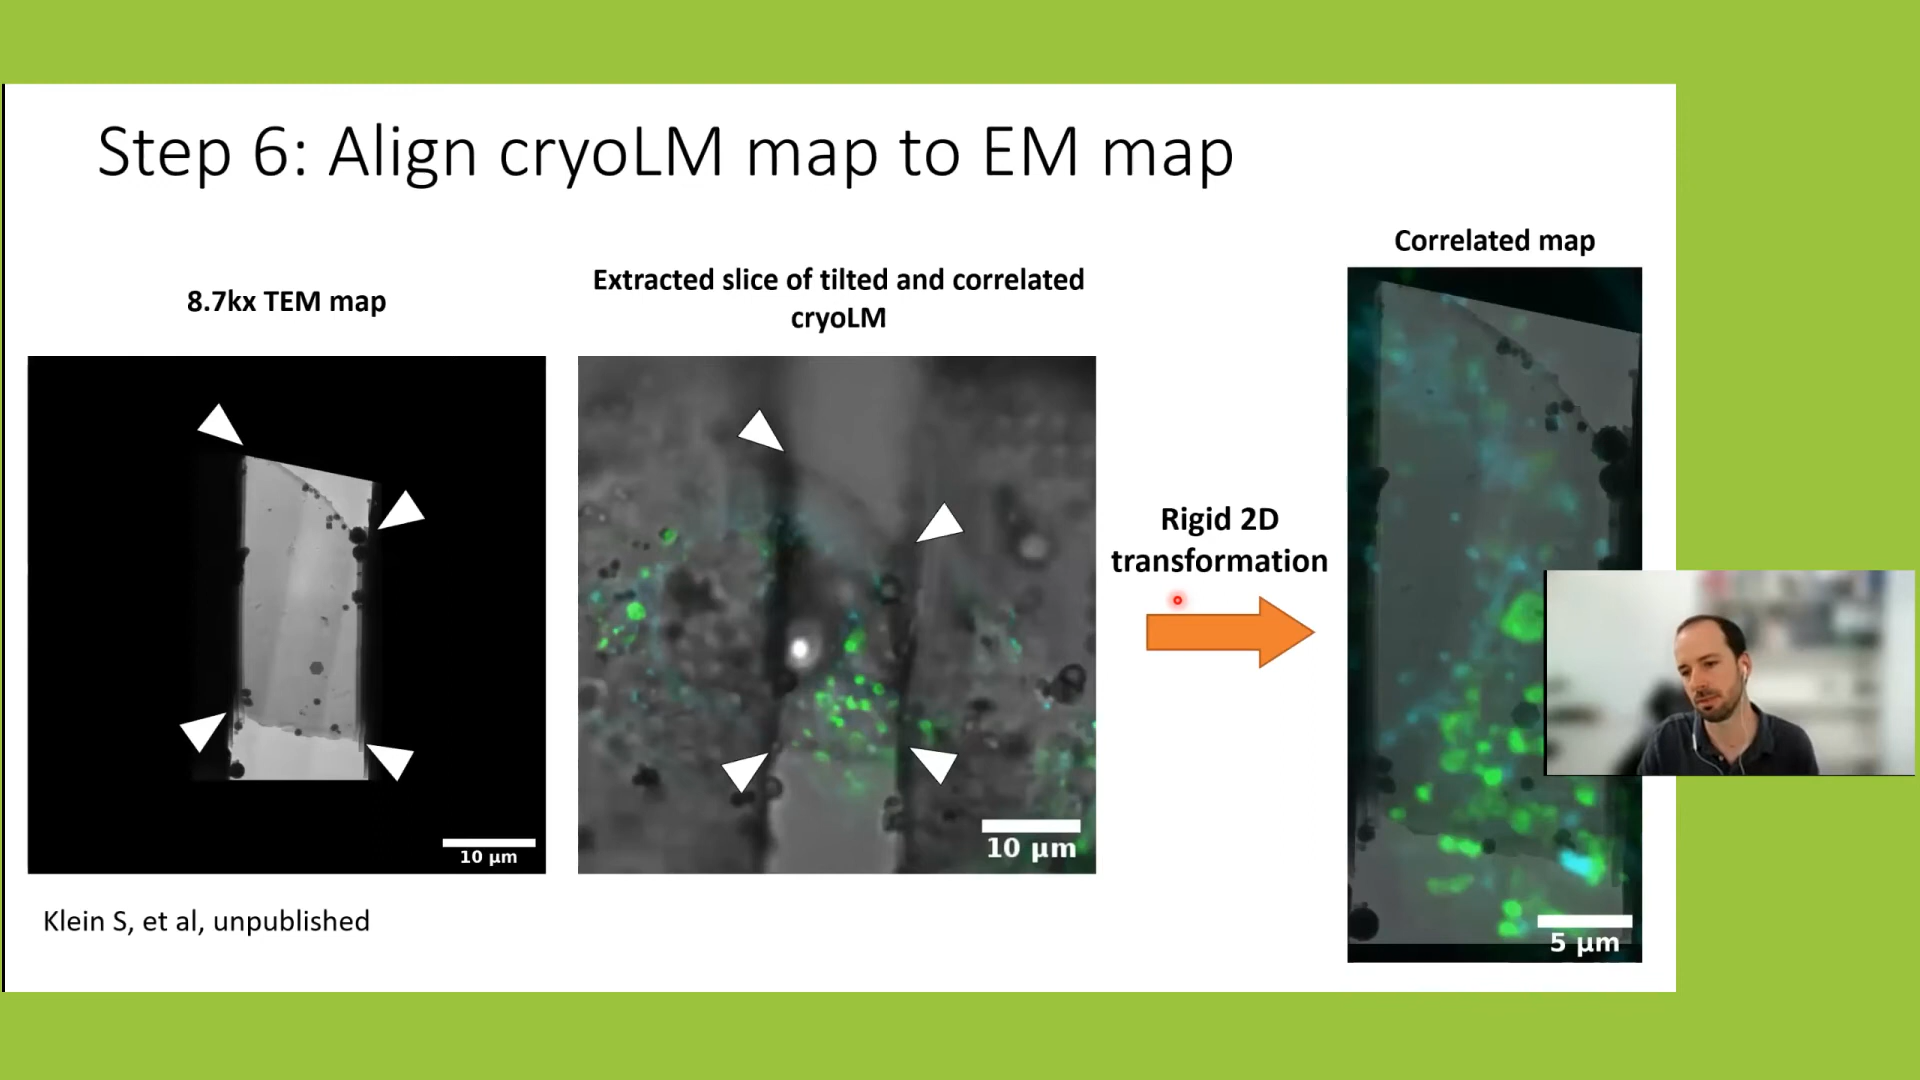 Step 6: Align cryoLM map to EM map
8.7kx TEM map
Extracted slice of tilted and correlated
cryoLM
Correlated map
Rigid 2D
transformation
10 µm
10 µm
5 µm
Klein S, et al, unpublished